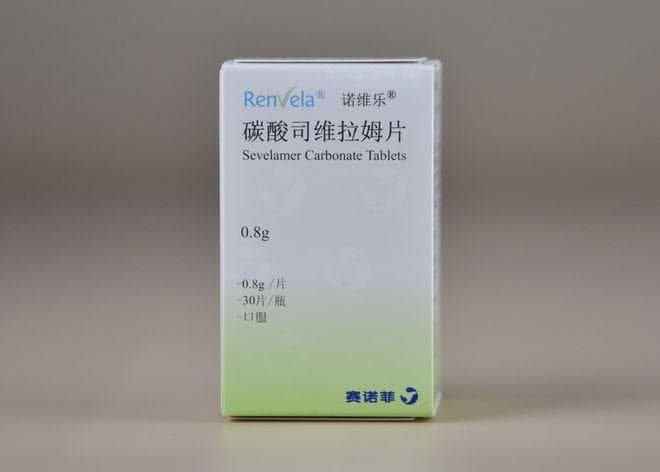 Renvela® 诺维乐®
碳酸司维拉姆片
Sevelamer Carbonate Tablets
0.8g
-0.8g /片
-30片/瓶
-口服
赛诺菲